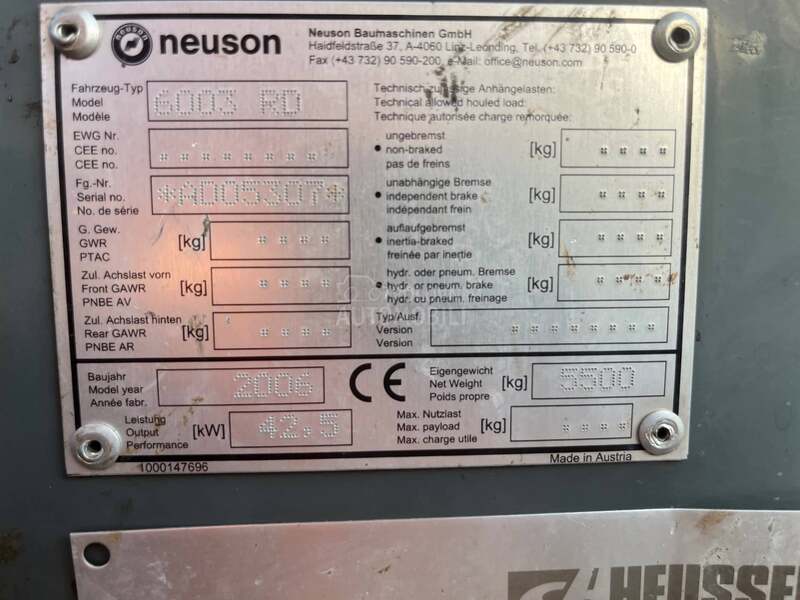 neuson
Neuson Baumaschinen GmbH
Haidfeldstraße 37, A-4060 Linz-Leonding, Tel. (+43 732) 90 590-0
Fax (+43 732) 90 590-200, e-Mail: office@neuson.com
Fahrzeug-Typ
Model
Modèle
6003 RD
EWG Nr.
CEE no.
CEE no.
Fg.-Nr.
Serial no.
No. de série
*AD05307*
G. Gew.
GWR
PTAC
[kg]
Zul. Achslast vorn
Front GAWR
PNBE AV
[kg]
Zul. Achslast hinten
Rear GAWR
PNBE AR
[kg]
Technisch zulässige Anhängelasten:
Technical allowed houled load:
Technique autorisée charge remorquée:
ungebremst
• non-braked
pas de freins
[kg]
unabhängige Bremse
• independent brake
indépendant frein
[kg]
auflaufgebremst
• inertia-braked
freinée par inertie
[kg]
hydr. oder pneum. Bremse
• hydr. or pneum. brake
hydr. ou pneum. freinage
[kg]
Typ/Ausf.
Version
Version
Baujahr
Model year
Année fabr.
2006
CE
Eigengewicht
Net Weight
Poids propre
[kg]
5500
Leistung
Output
Performance
[kW]
42.5
Max. Nutzlast
Max. payload
Max. charge utile
[kg]
1000147696
Made in Austria